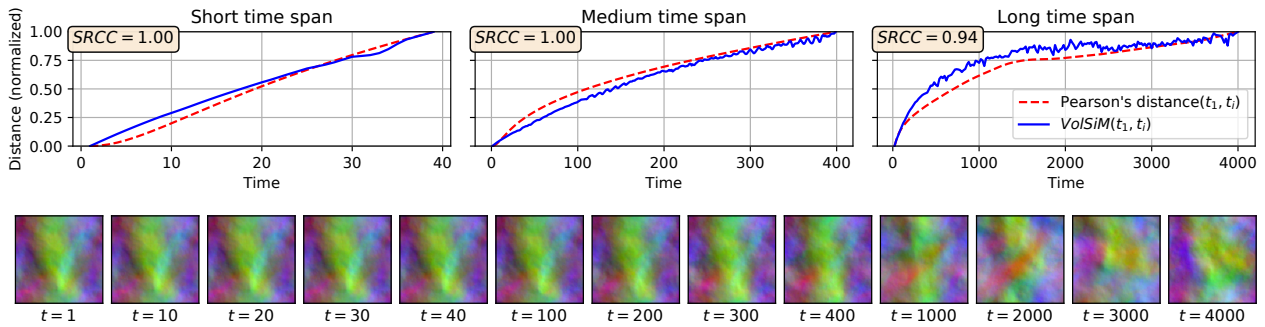 Short time span
Medium time span
Long time span
Distance (normalized)
1.00
0.75
0.50
0.25
0.00
SRCC = 1.00
SRCC = 1.00
SRCC = 0.94
Pearson's distance(t₁, tᵢ)
VolSiM(t₁, tᵢ)
0 10 20 30 40
0 100 200 300 400
0 1000 2000 3000 4000
Time
Time
Time
t = 1
t = 10
t = 20
t = 30
t = 40
t = 100
t = 200
t = 300
t = 400
t = 1000
t = 2000
t = 3000
t = 4000